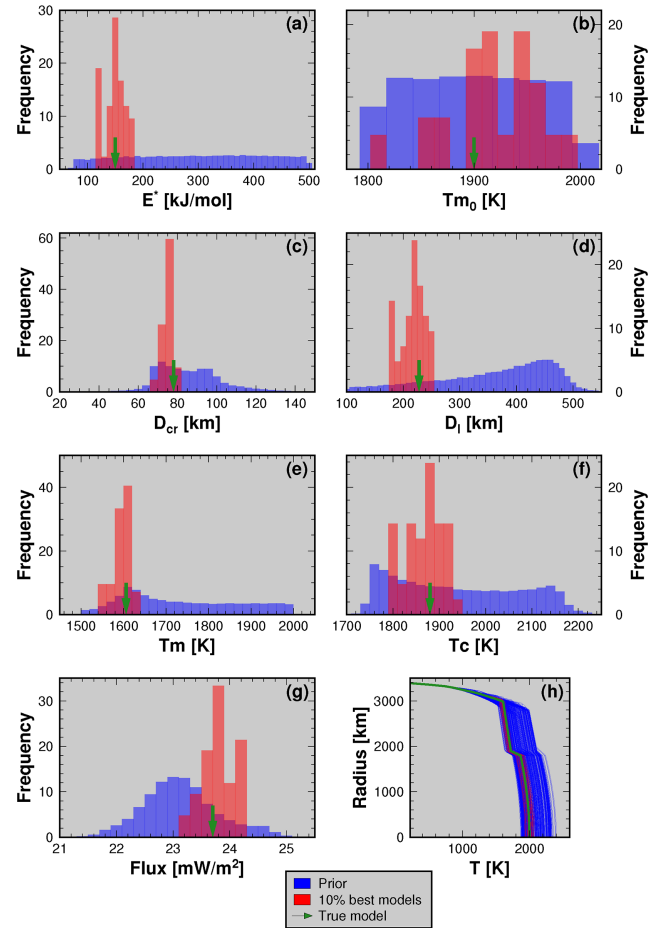 (a)
Frequency
30
20
10
0
100 200 300 400 500
E* [kJ/mol]
(b)
Frequency
20
10
0
1800 1900 2000
Tm0 [K]
(c)
Frequency
60
40
20
0
20 40 60 80 100 120 140
Dcr [km]
(d)
Frequency
20
10
0
100 200 300 400 500
Dl [km]
(e)
Frequency
40
20
0
1500 1600 1700 1800 1900 2000
Tm [K]
(f)
Frequency
20
10
0
1700 1800 1900 2000 2100 2200
Tc [K]
(g)
Frequency
30
20
10
0
21 22 23 24 25
Flux [mW/m²]
(h)
Radius [km]
3000
2000
1000
0
1000 2000
T [K]
Prior
10% best models
True model